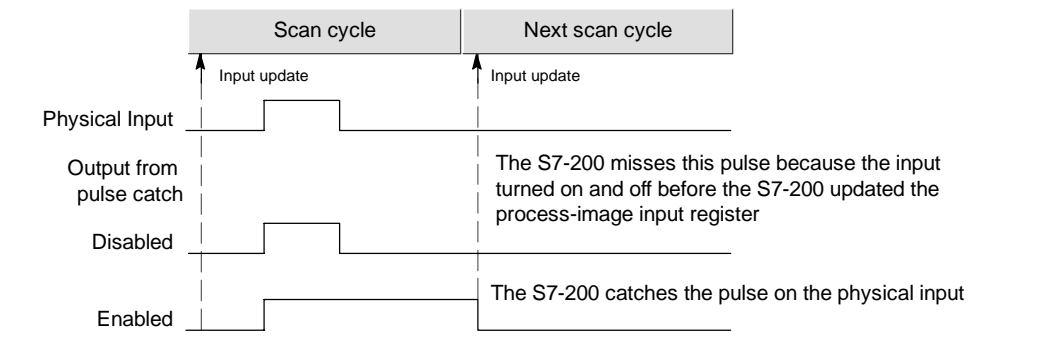 Scan cycle
Next scan cycle
Input update
Input update
Physical Input
Output from
pulse catch
The S7-200 misses this pulse because the input
turned on and off before the S7-200 updated the
process-image input register
Disabled
The S7-200 catches the pulse on the physical input
Enabled